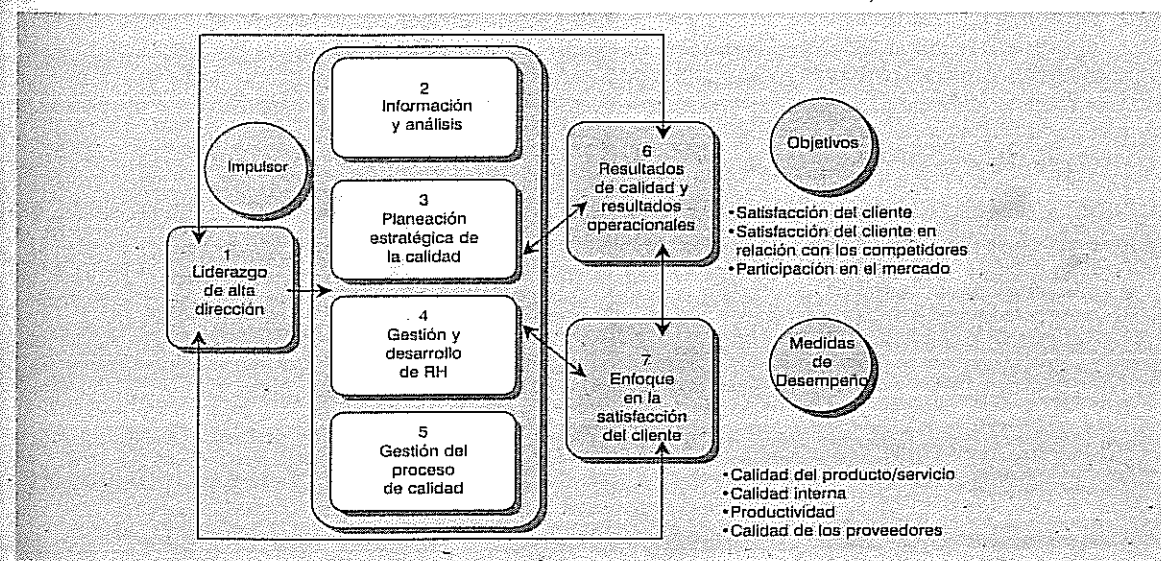 Impulsor
1
Liderazgo
de alta
dirección
2
Información
y análisis
3
Planeación
estratégica de
la calidad
4
Gestión y
desarrollo
de RH
5
Gestión del
proceso
de calidad
6
Resultados
de calidad y
resultados
operacionales
7
Enfoque
en la
satisfacción
del cliente
Objetivos
•Satisfacción del cliente
•Satisfacción del cliente en
relación con los competidores
•Participación en el mercado
Medidas
de
Desempeño
•Calidad del producto/servicio
•Calidad interna
•Productividad
•Calidad de los proveedores